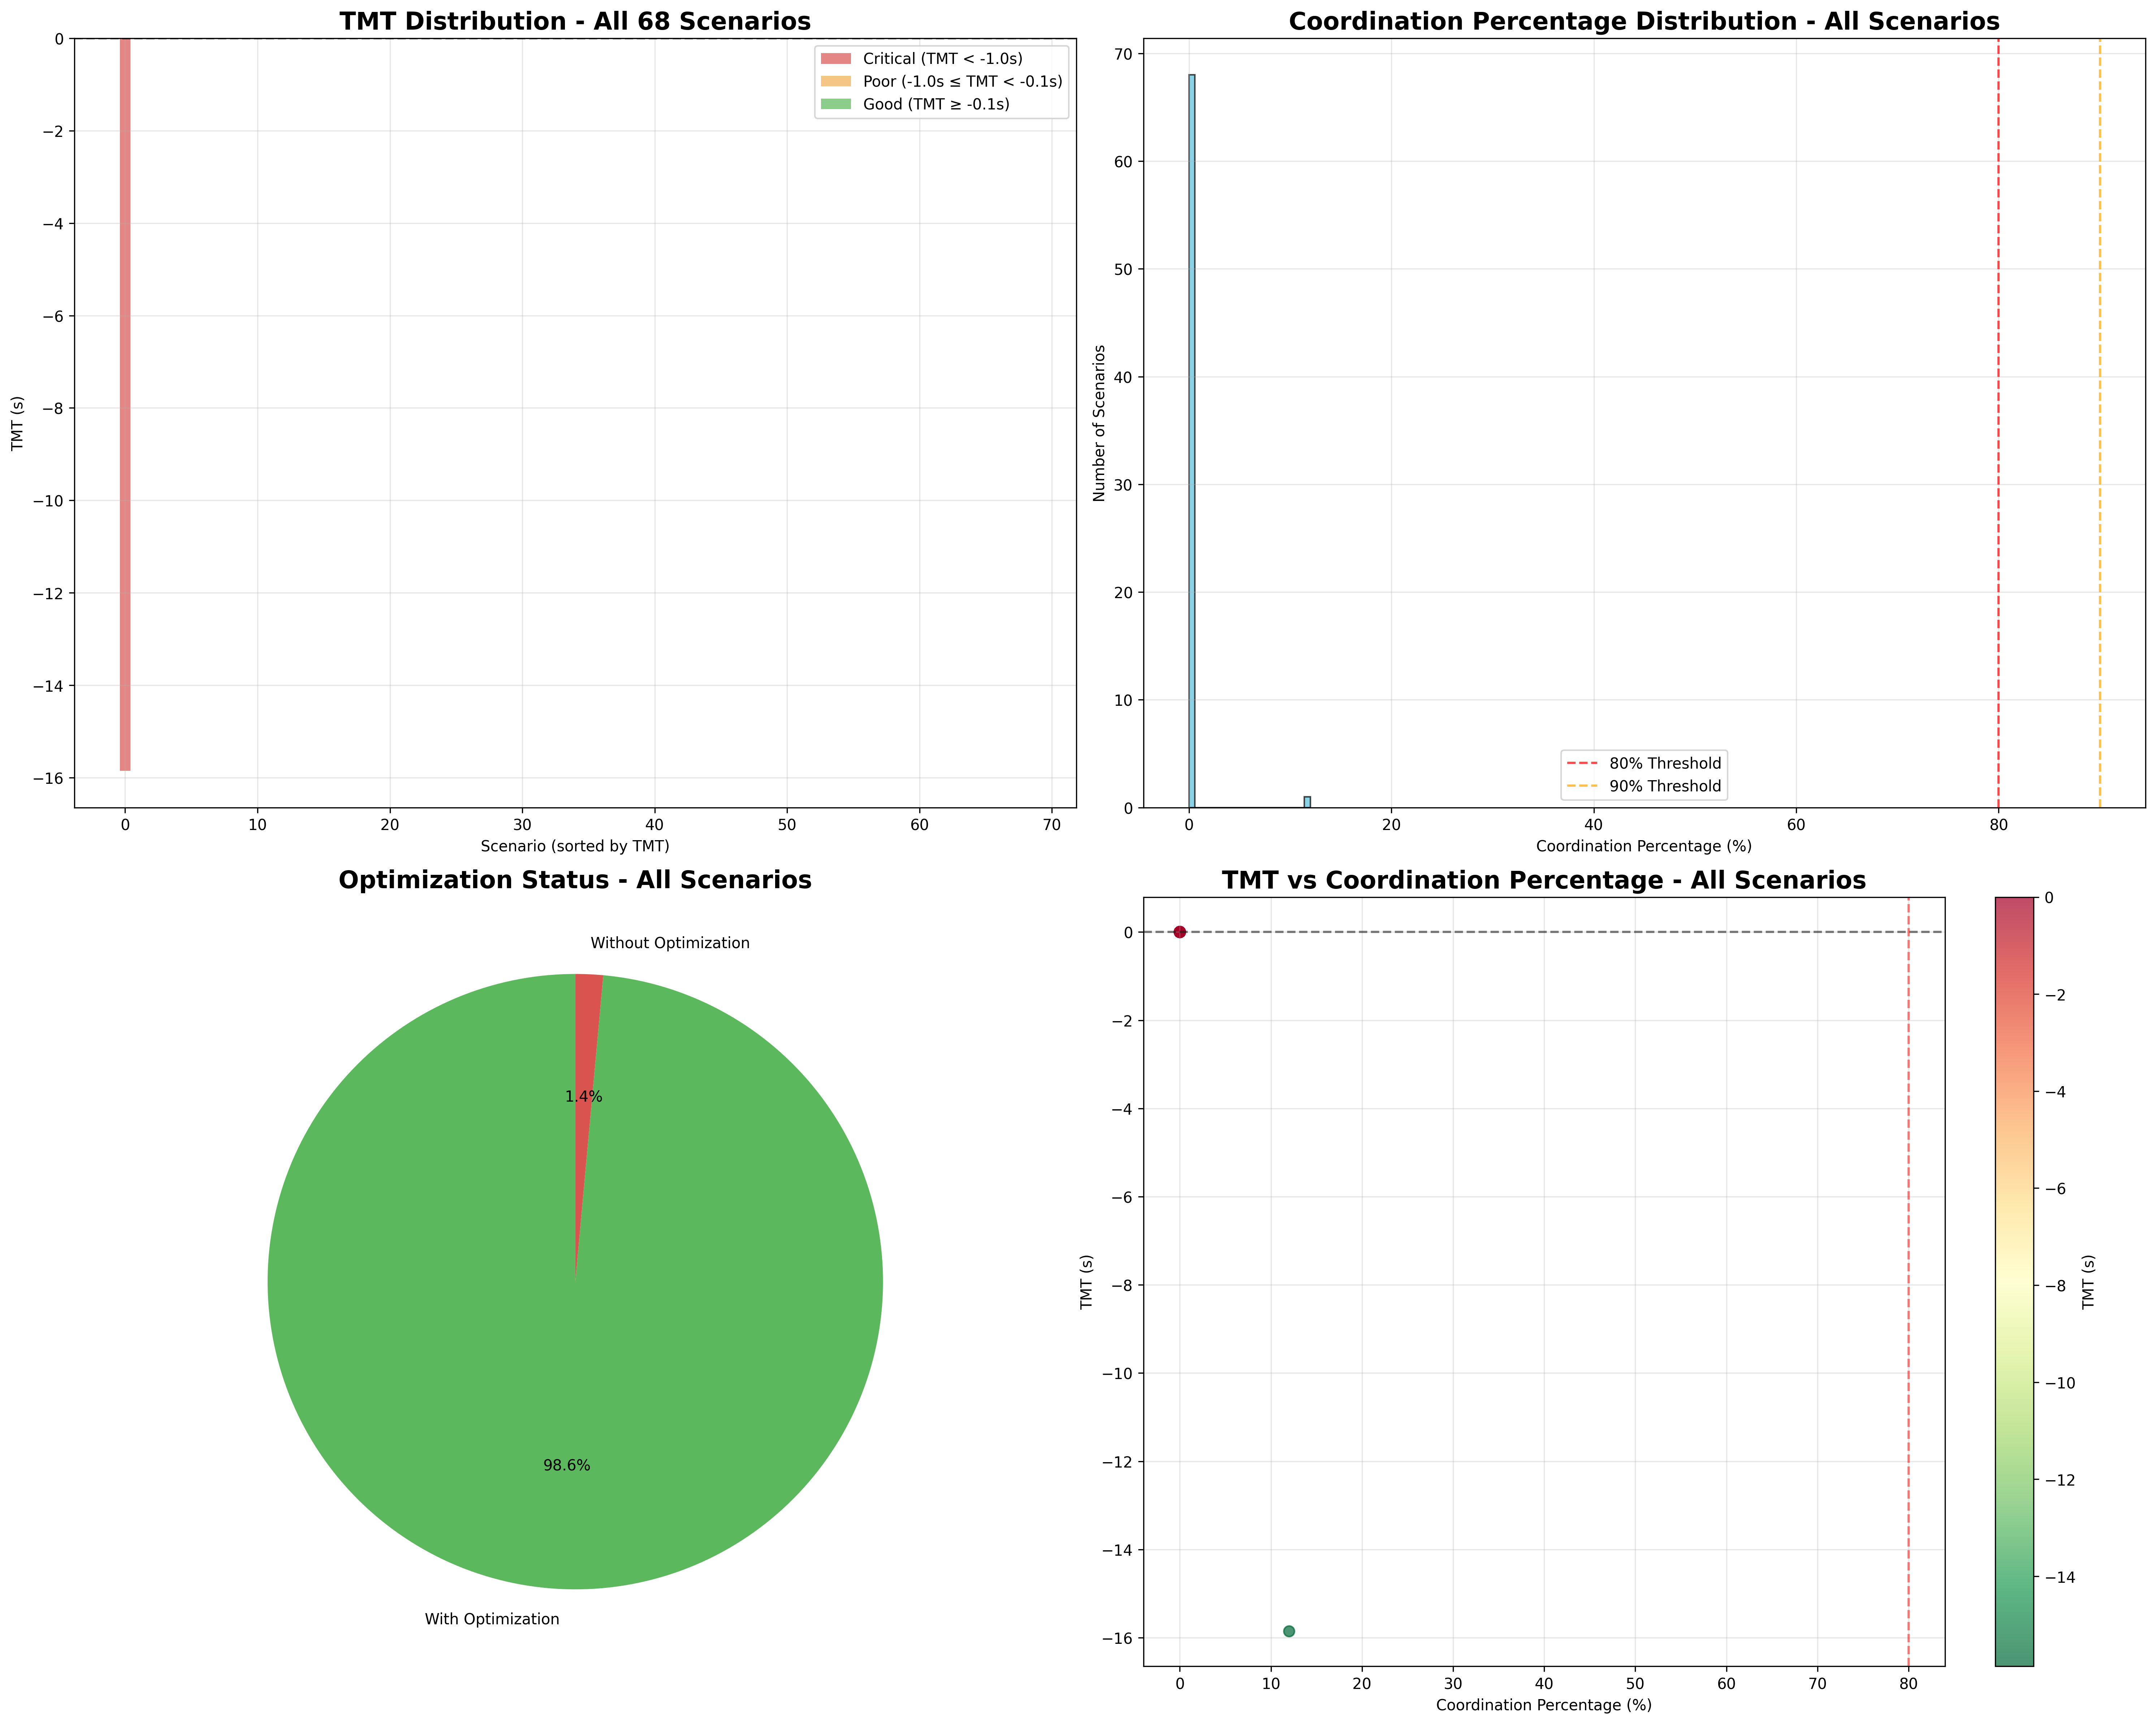 TMT Distribution - All 68 Scenarios
0
−2
−4
−6
−8
−10
−12
−14
−16
TMT (s)
Critical (TMT < -1.0s)
Poor (-1.0s ≤ TMT < -0.1s)
Good (TMT ≥ -0.1s)
0 10 20 30 40 50 60 70
Scenario (sorted by TMT)
Coordination Percentage Distribution - All Scenarios
70
60
50
40
30
20
10
0
Number of Scenarios
80% Threshold
90% Threshold
0 20 40 60 80
Coordination Percentage (%)
Optimization Status - All Scenarios
Without Optimization
1.4%
98.6%
With Optimization
TMT vs Coordination Percentage - All Scenarios
0
−2
−4
−6
−8
−10
−12
−14
−16
TMT (s)
0 10 20 30 40 50 60 70 80
Coordination Percentage (%)
0
−2
−4
−6
−8
−10
−12
−14
TMT (s)